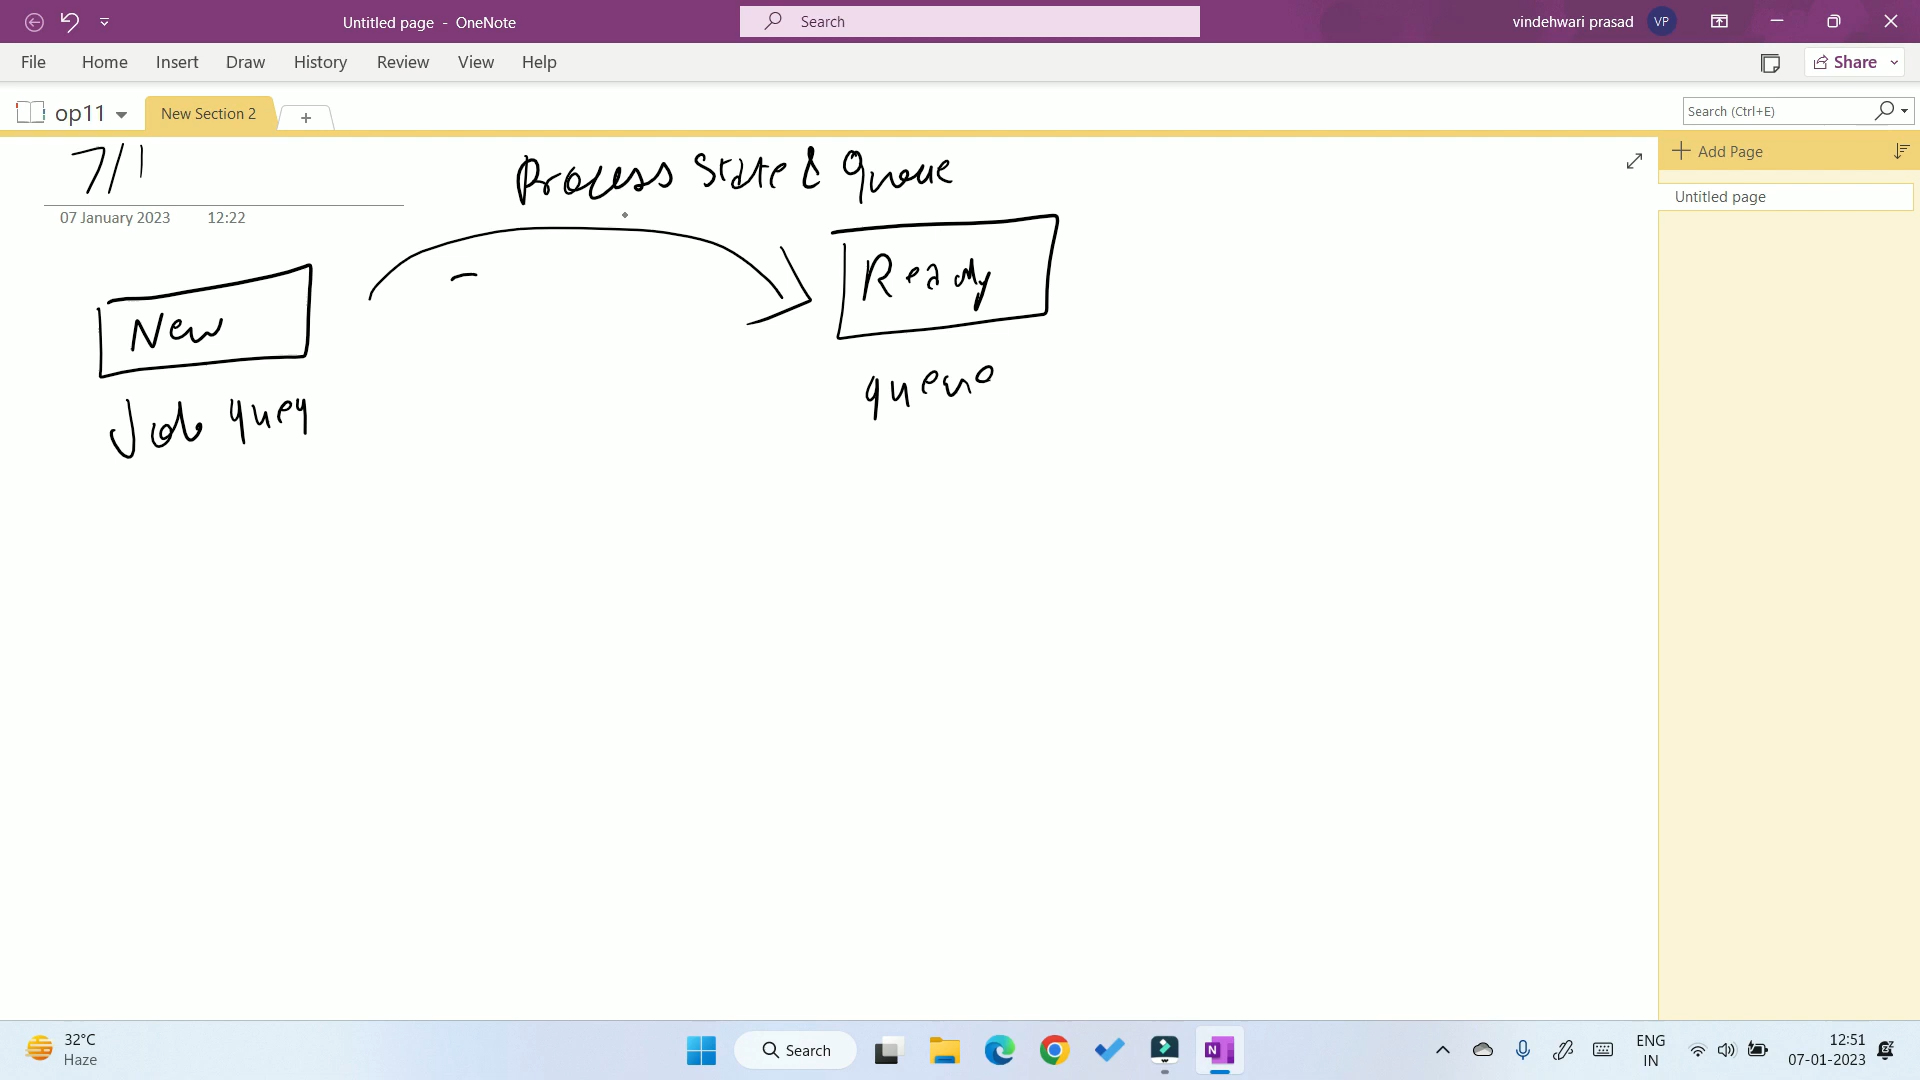 Untitled page - OneNote
Search
vindehwari prasad
VP
File Home Insert Draw History Review View Help
Share
op11
New Section 2
Search (Ctrl+E)
7/1
Process State & Queue
Add Page
Untitled page
07 January 2023 12:22
New
Ready
Job quey
queue
32°C
Haze
Search
ENG
IN
12:51
07-01-2023